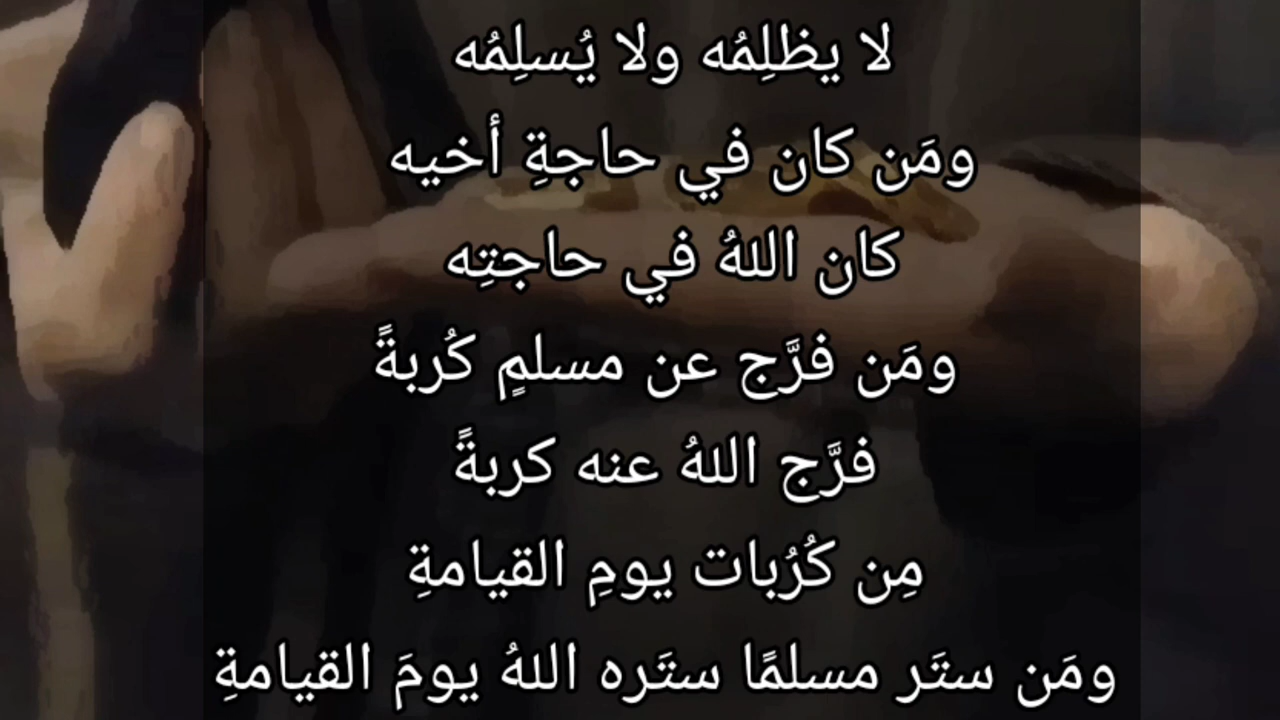 لا يظلِمُه ولا يُسلِمُه
ومَن كان في حاجةِ أخيه
كان اللهُ في حاجتِه
ومَن فرَّج عن مسلمٍ كُربةً
فرَّج اللهُ عنه كربةً
مِن كُرُبات يومِ القيامةِ
ومَن ستَر مسلمًا ستَره اللهُ يومَ القيامةِ